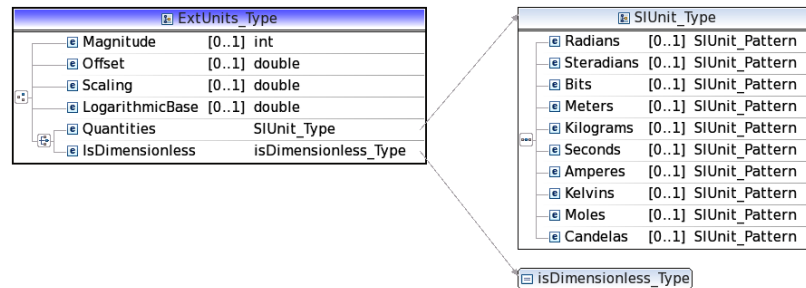 ExtUnits_Type
Magnitude [0..1] int
Offset [0..1] double
Scaling [0..1] double
LogarithmicBase [0..1] double
Quantities SIUnit_Type
IsDimensionless isDimensionless_Type
SIUnit_Type
Radians [0..1] SIUnit_Pattern
Steradians [0..1] SIUnit_Pattern
Bits [0..1] SIUnit_Pattern
Meters [0..1] SIUnit_Pattern
Kilograms [0..1] SIUnit_Pattern
Seconds [0..1] SIUnit_Pattern
Amperes [0..1] SIUnit_Pattern
Kelvins [0..1] SIUnit_Pattern
Moles [0..1] SIUnit_Pattern
Candelas [0..1] SIUnit_Pattern
isDimensionless_Type